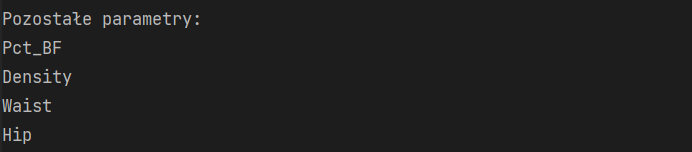 Pozostałe parametry:
Pct_BF
Density
Waist
Hip